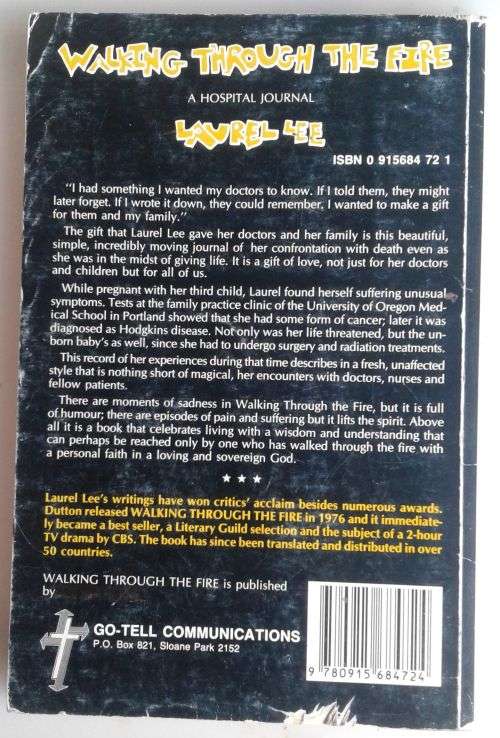 WALKING THROUGH THE FIRE
A HOSPITAL JOURNAL
LAUREL LEE
ISBN 0 915684 72 1
"I had something I wanted my doctors to know. If I told them, they might
later forget. If I wrote it down, they could remember. I wanted to make a gift
for them and my family."
The gift that Laurel Lee gave her doctors and her family is this beautiful,
simple, incredibly moving journal of her confrontation with death even as
she was in the midst of giving life. It is a gift of love, not just for her doctors
and children but for all of us.
While pregnant with her third child, Laurel found herself suffering unusual
symptoms. Tests at the family practice clinic of the University of Oregon Med-
ical School in Portland showed that she had some form of cancer; later it was
diagnosed as Hodgkins disease. Not only was her life threatened, but the un-
born baby's as well, since she had to undergo surgery and radiation treatments.
This record of her experiences during that time describes in a fresh, unaffected
style that is nothing short of magical, her encounters with doctors, nurses and
fellow patients.
There are moments of sadness in Walking Through the Fire, but it is full
of humour; there are episodes of pain and suffering but it lifts the spirit. Above
all it is a book that celebrates living with a wisdom and understanding that
can perhaps be reached only by one who has walked through the fire with
a personal faith in a loving and sovereign God.
★ ★ ★
Laurel Lee's writings have won critics' acclaim besides numerous awards.
Dutton released WALKING THROUGH THE FIRE in 1976 and it immediate-
ly became a best seller, a Literary Guild selection and the subject of a 2-hour
TV drama by CBS. The book has since been translated and distributed in over
50 countries.
WALKING THROUGH THE FIRE is published
by
GO-TELL COMMUNICATIONS
P.O. Box 821, Sloane Park 2152
9 780915 684724